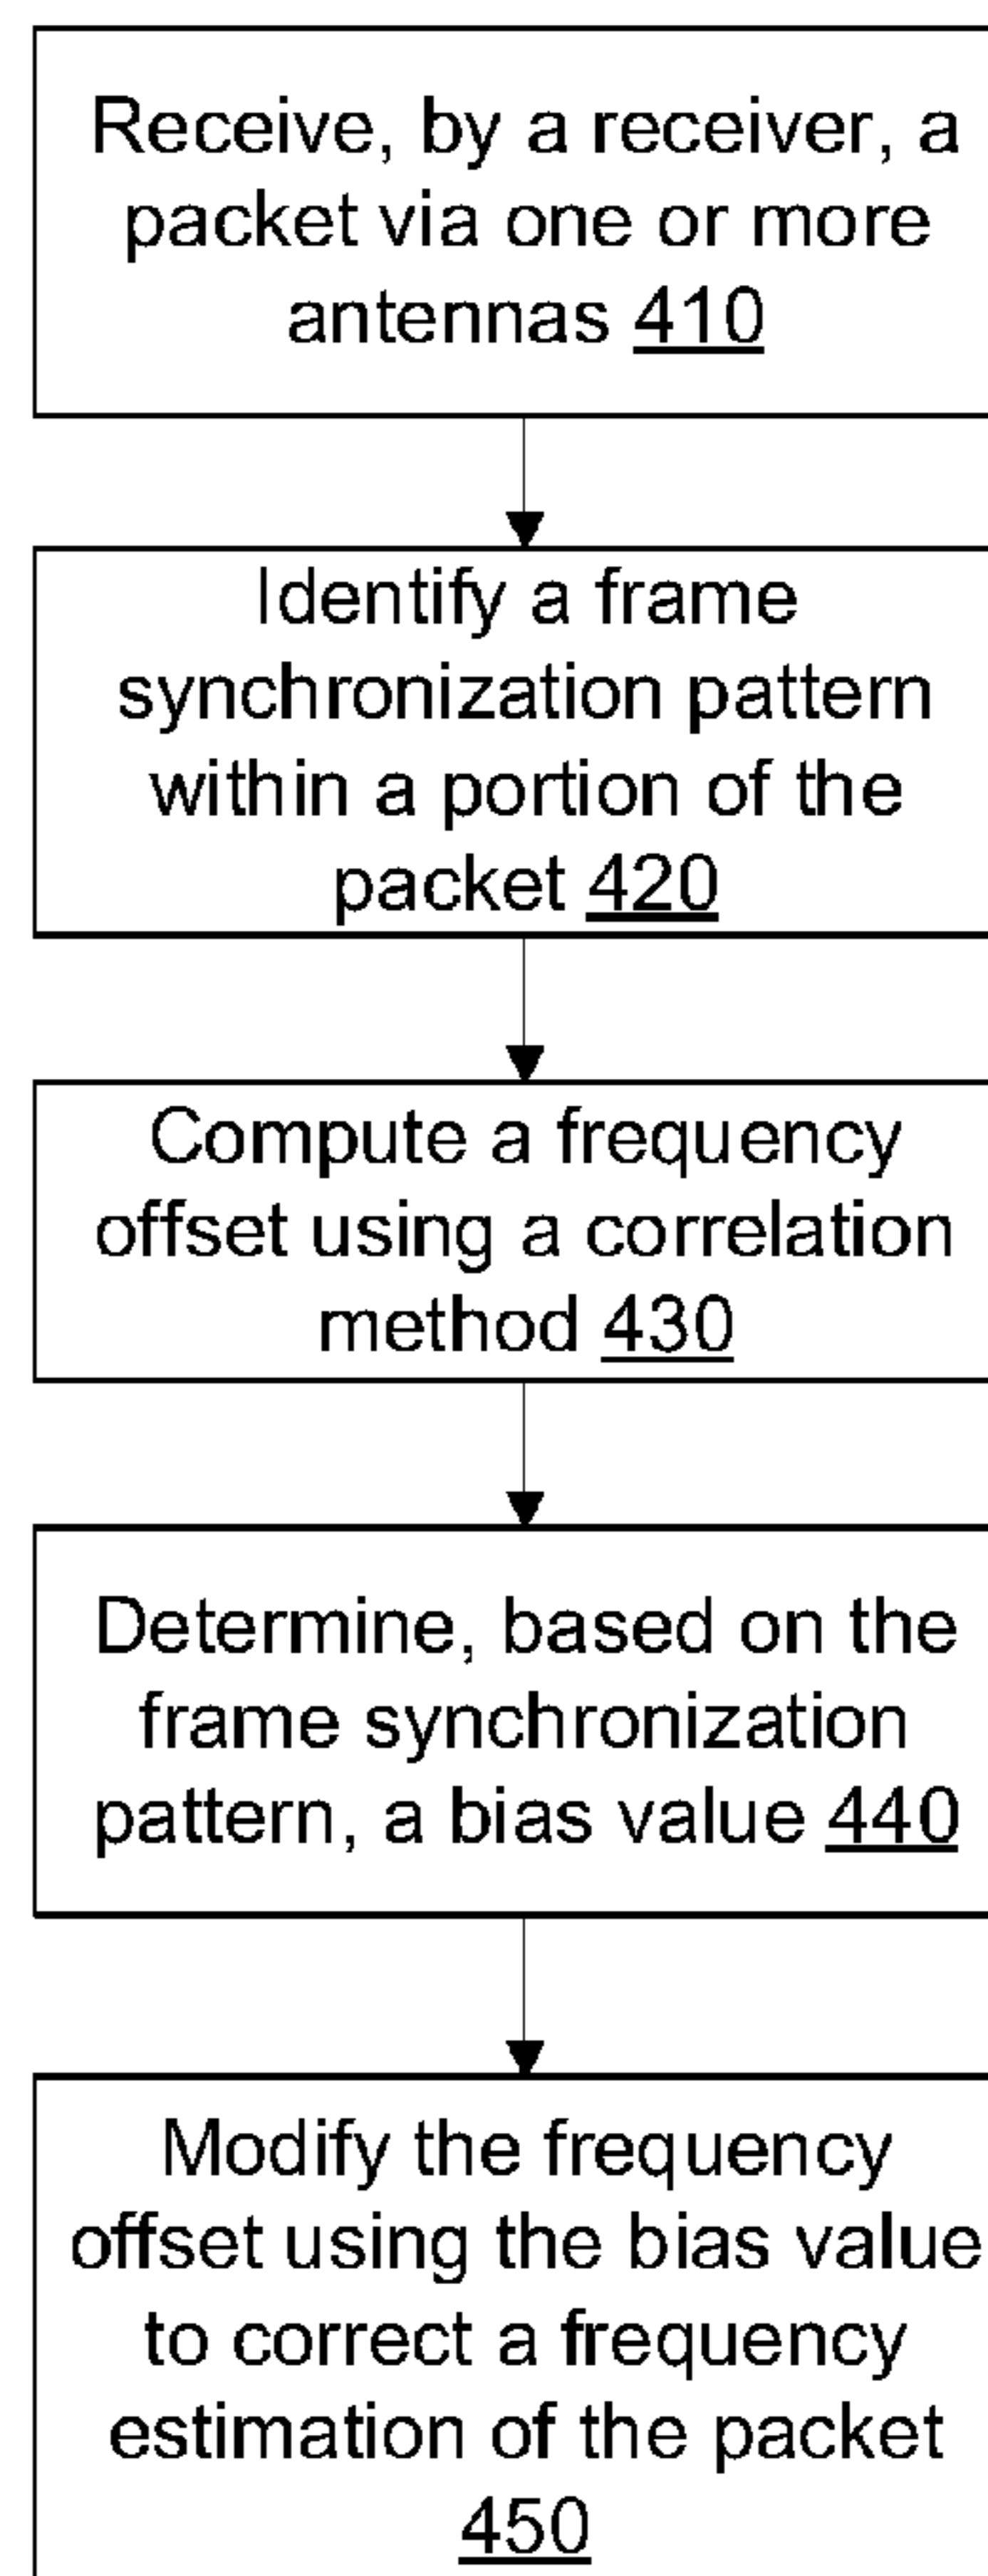 Receive, by a receiver, a
packet via one or more
antennas 410
Identify a frame
synchronization pattern
within a portion of the
packet 420
Compute a frequency
offset using a correlation
method 430
Determine, based on the
frame synchronization
pattern, a bias value 440
Modify the frequency
offset using the bias value
to correct a frequency
estimation of the packet
450